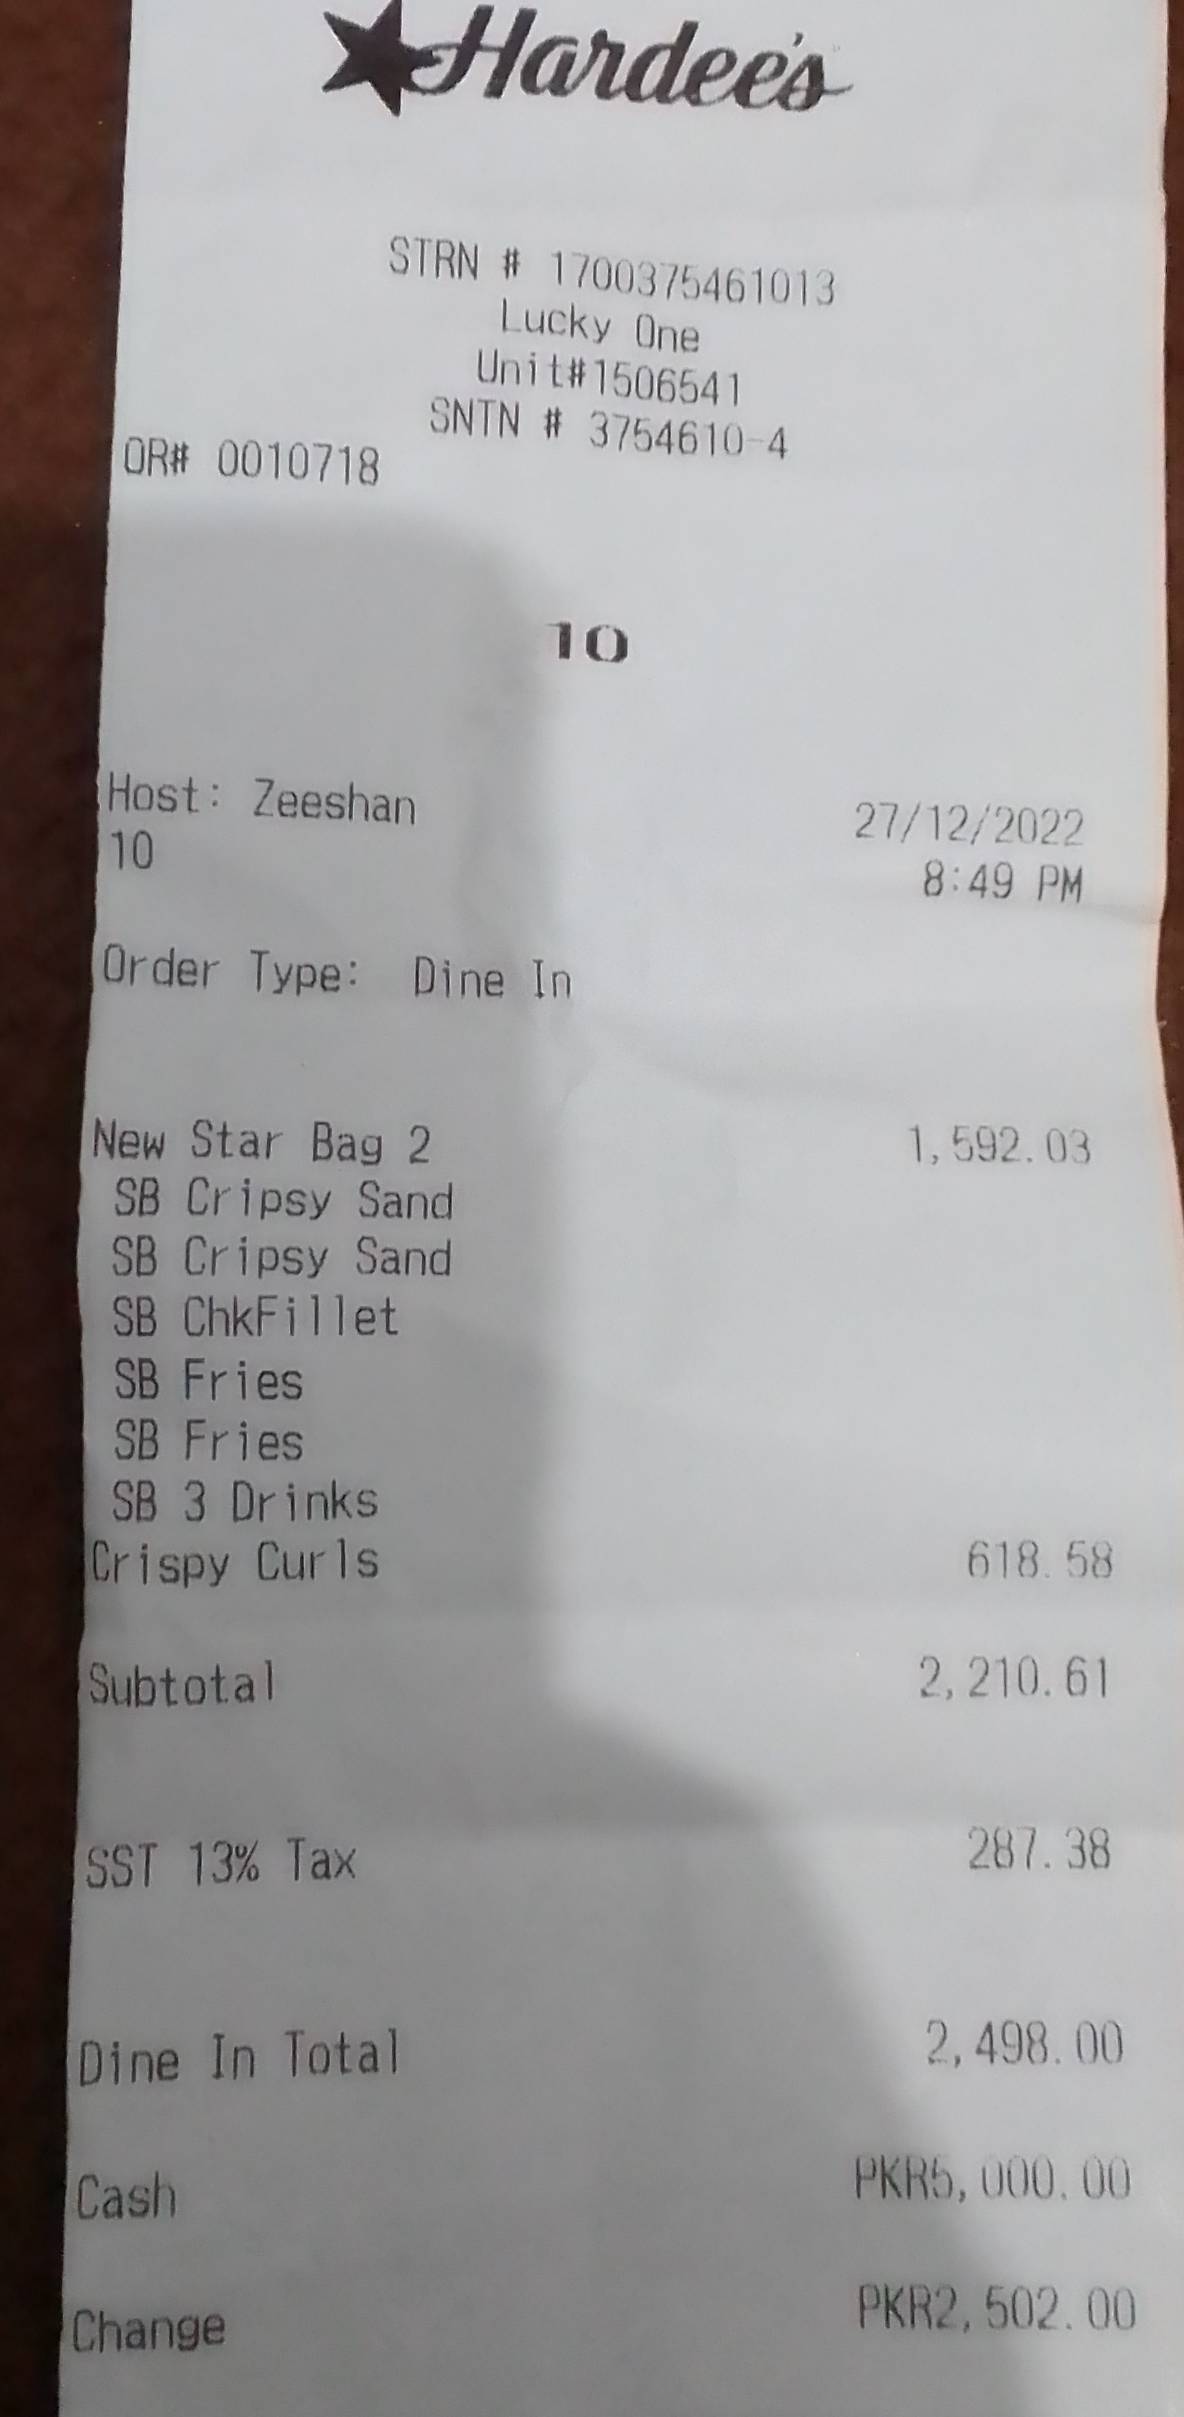 Hardee's
STRN # 1700375461013
Lucky One
Unit#1506541
SNTN # 3754610-4
OR# 0010718
10
Host: Zeeshan 27/12/2022
10 8:49 PM
Order Type: Dine In
New Star Bag 2 1,592.03
SB Cripsy Sand
SB Cripsy Sand
SB ChkFillet
SB Fries
SB Fries
SB 3 Drinks
Crispy Curls 618.58
Subtotal 2,210.61
SST 13% Tax 287.38
Dine In Total 2,498.00
Cash PKR5,000.00
Change PKR2,502.00